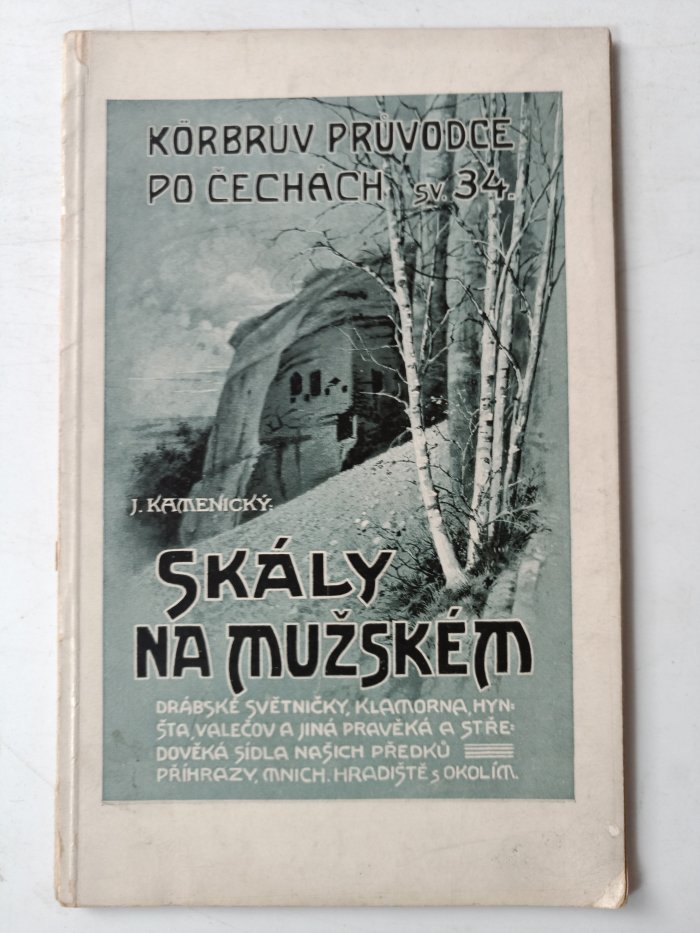 KÖRBRŮV PRŮVODCE
PO ČECHÁCH SV. 34.
J. KAMENICKÝ:
SKÁLY
NA MUŽSKÉM
DRÁBSKÉ SVĚTNIČKY, KLAMORNA, HYN=
ŠTA, VALEČOV A JINÁ PRAVĚKÁ A STŘE=
DOVĚKÁ SÍDLA NAŠICH PŘEDKŮ
PŘÍHRAZY, MNICH. HRADIŠTĚ S OKOLÍM.